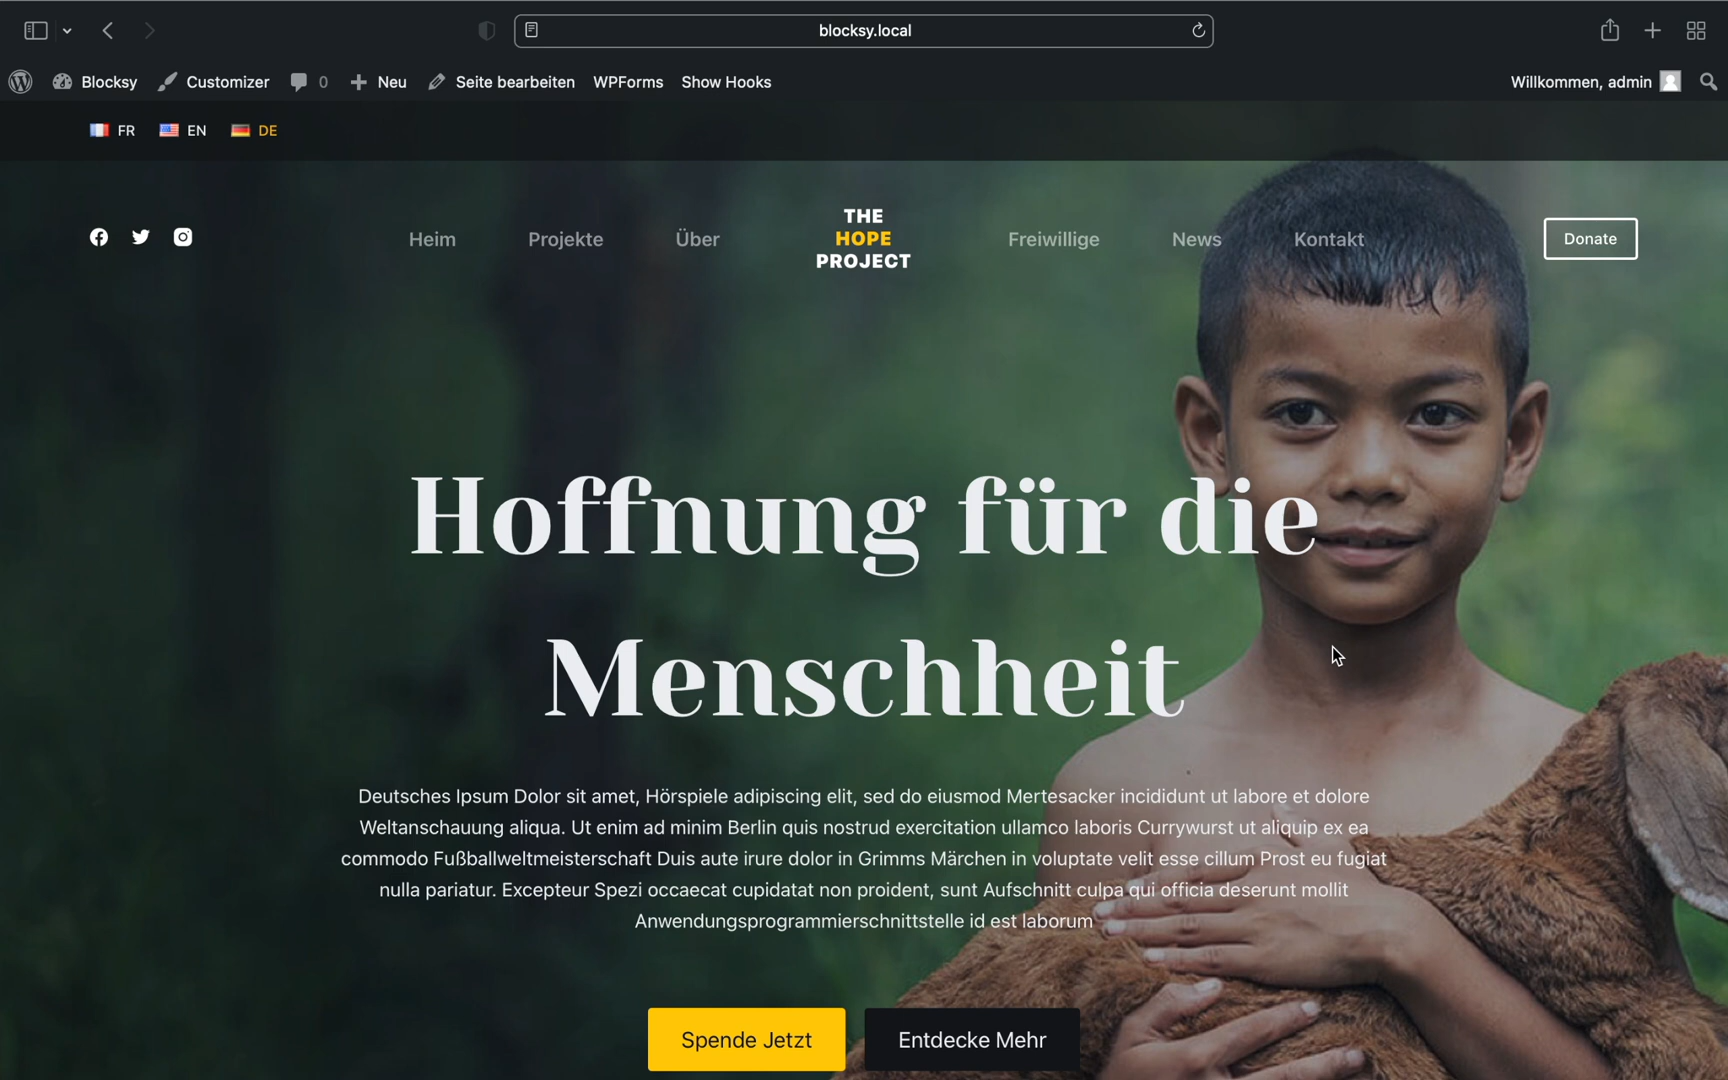 blocksy.local
Blocksy Customizer 0 Neu Seite bearbeiten WPForms Show Hooks Willkommen, admin
FR EN DE
Heim Projekte Über
THE
HOPE
PROJECT
Freiwillige News Kontakt
Donate
Hoffnung für die
Menschheit
Deutsches Ipsum Dolor sit amet, Hörspiele adipiscing elit, sed do eiusmod Mertesacker incididunt ut labore et dolore
Weltanschauung aliqua. Ut enim ad minim Berlin quis nostrud exercitation ullamco laboris Currywurst ut aliquip ex ea
commodo Fußballweltmeisterschaft Duis aute irure dolor in Grimms Märchen in voluptate velit esse cillum Prost eu fugiat
nulla pariatur. Excepteur Spezi occaecat cupidatat non proident, sunt Aufschnitt culpa qui officia deserunt mollit
Anwendungsprogrammierschnittstelle id est laborum
Spende Jetzt Entdecke Mehr